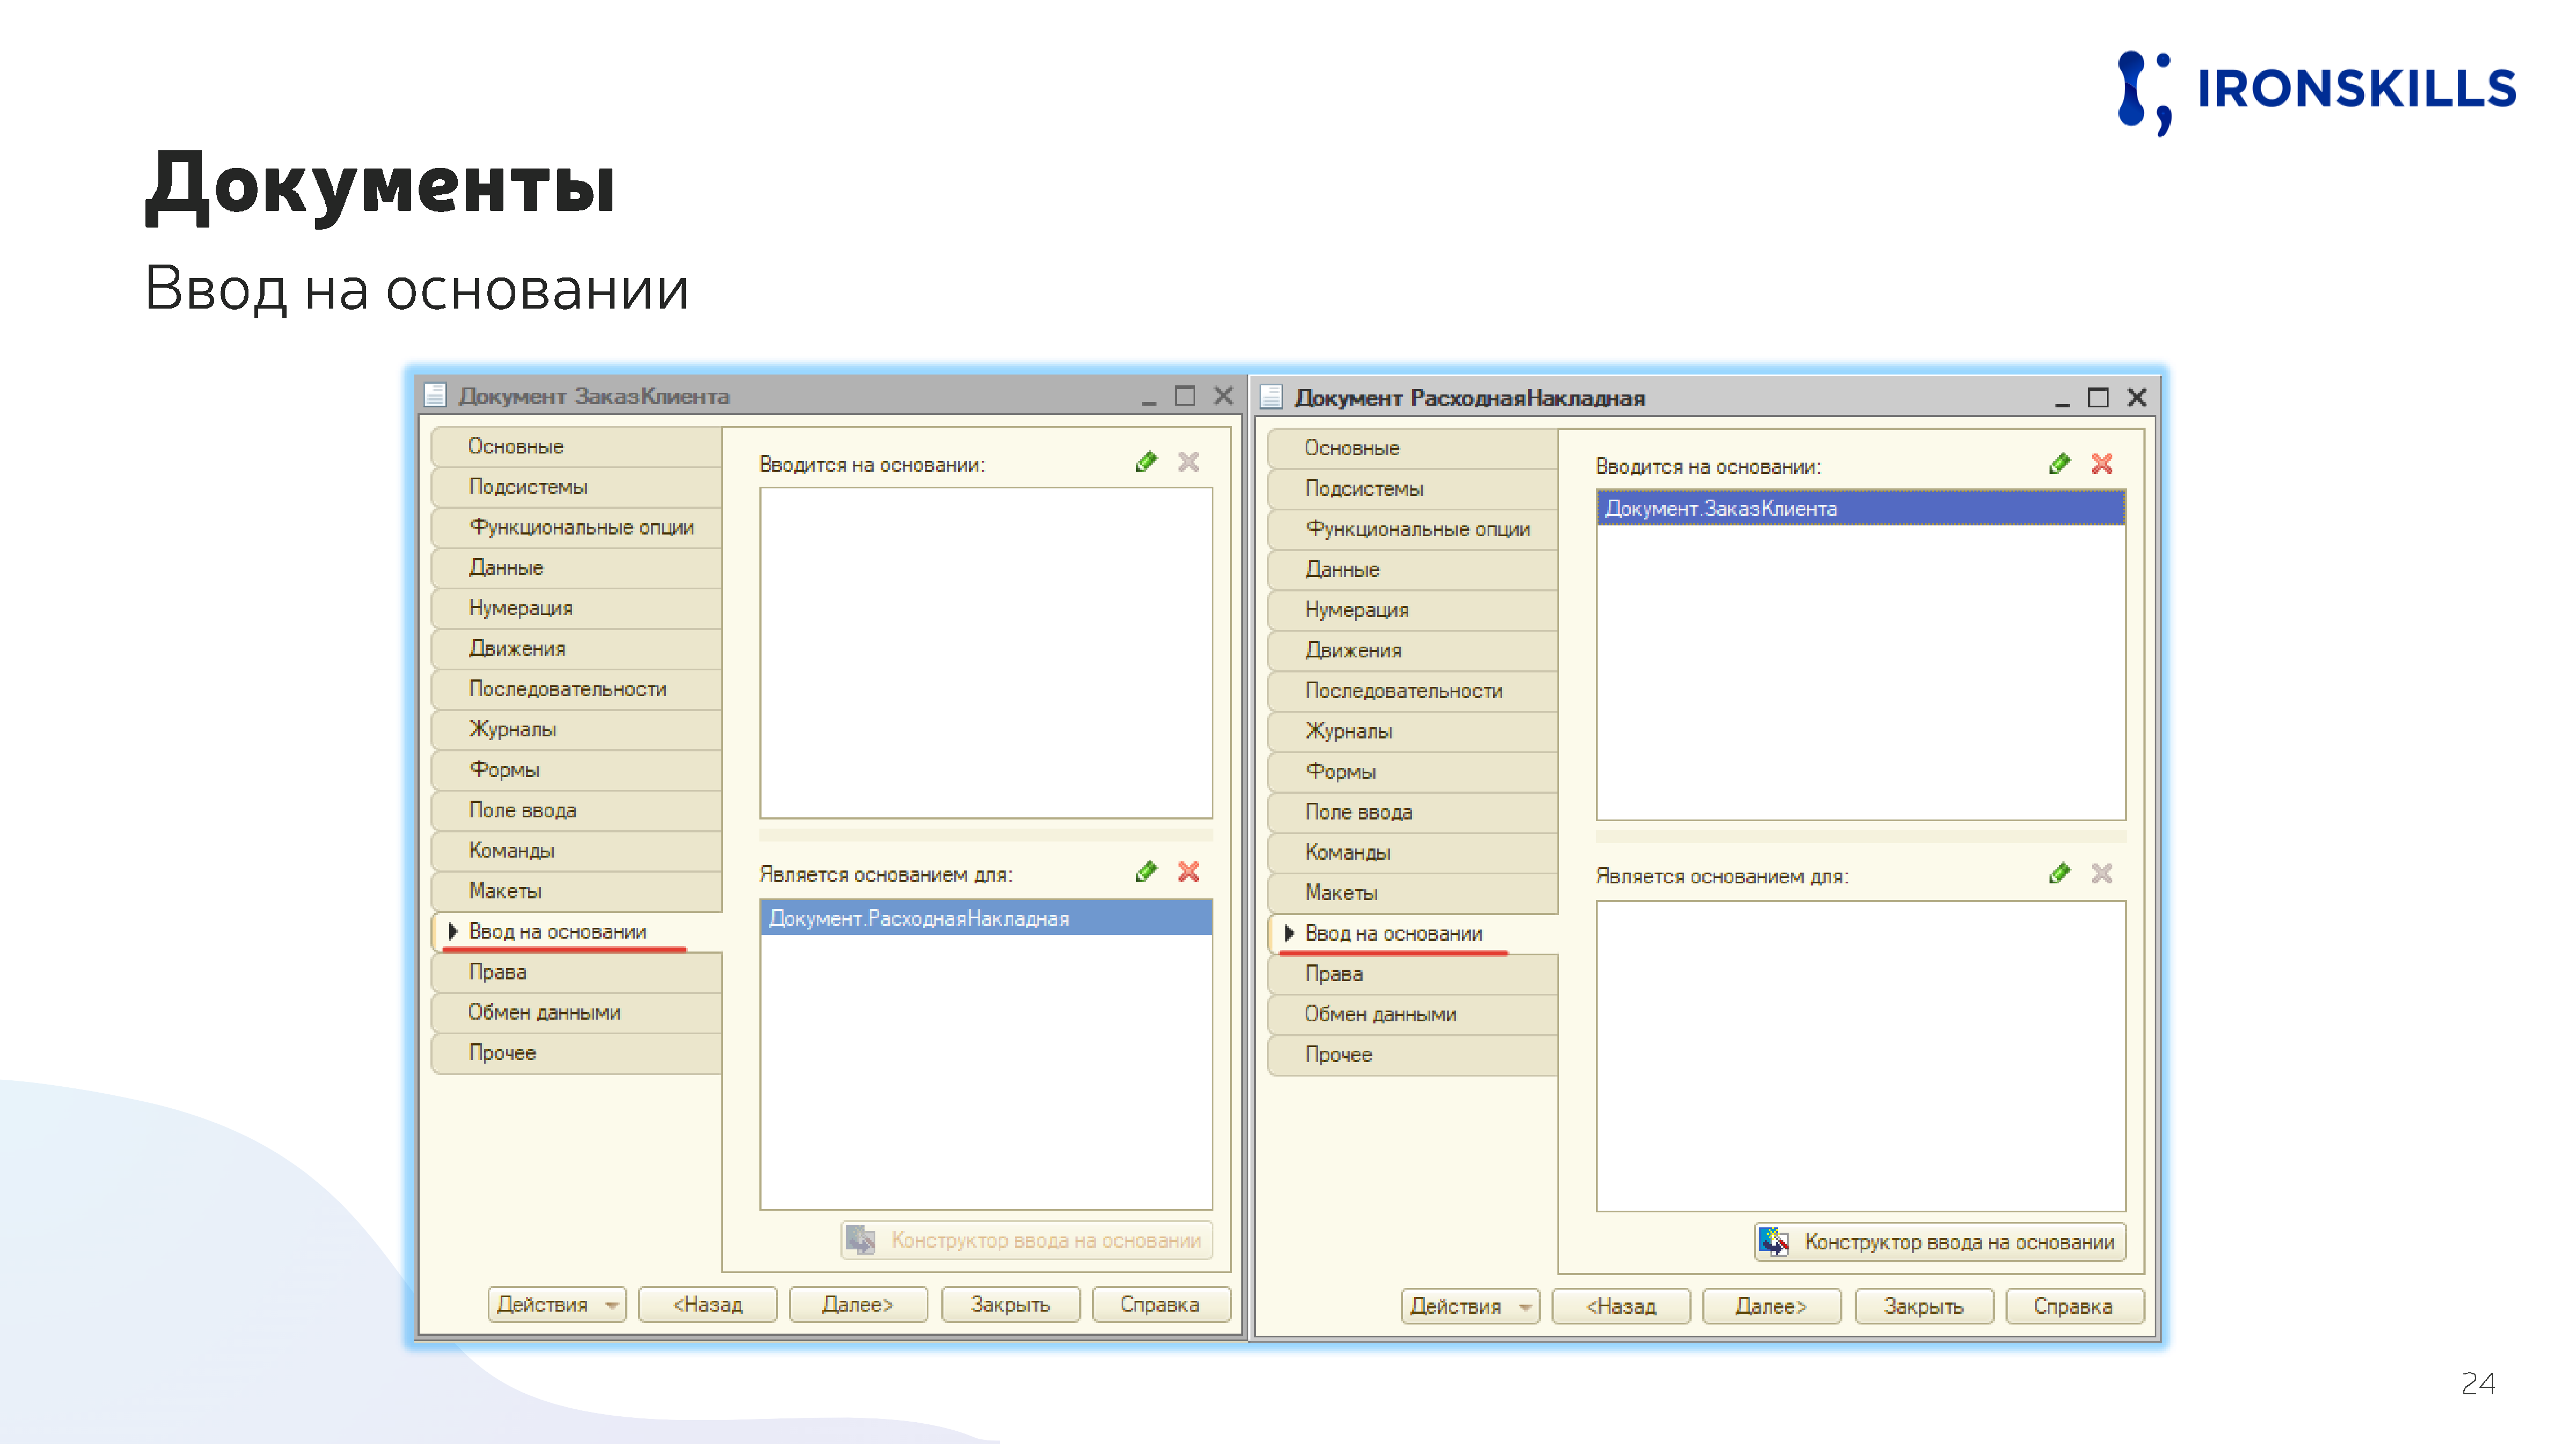 IRONSKILLS
Документы
Ввод на основании
Документ ЗаказКлиента
Основные
Подсистемы
Функциональные опции
Данные
Нумерация
Движения
Последовательности
Журналы
Формы
Поле ввода
Команды
Макеты
Ввод на основании
Права
Обмен данными
Прочее
Вводится на основании:
Является основанием для:
Документ.РасходнаяНакладная
Конструктор ввода на основании
Действия
<Назад
Далее>
Закрыть
Справка
Документ РасходнаяНакладная
Основные
Подсистемы
Функциональные опции
Данные
Нумерация
Движения
Последовательности
Журналы
Формы
Поле ввода
Команды
Макеты
Ввод на основании
Права
Обмен данными
Прочее
Вводится на основании:
Документ.ЗаказКлиента
Является основанием для:
Конструктор ввода на основании
Действия
<Назад
Далее>
Закрыть
Справка
24